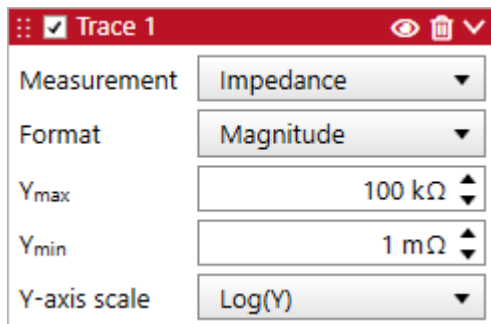 Trace 1
Measurement Impedance
Format Magnitude
Ymax 100 kΩ
Ymin 1 mΩ
Y-axis scale Log(Y)